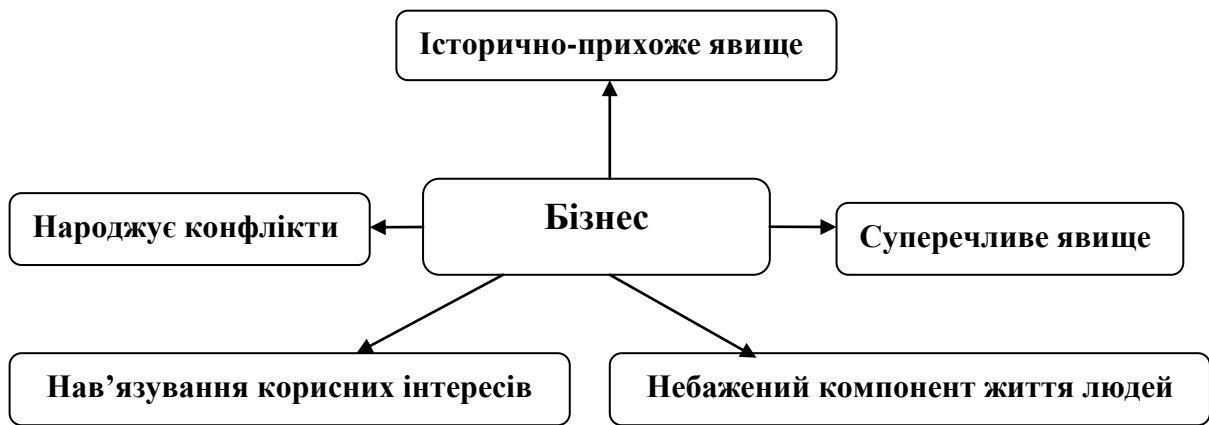 Історично-прихоже явище
Бізнес
Народжує конфлікти
Суперечливе явище
Нав’язування корисних інтересів
Небажений компонент життя людей